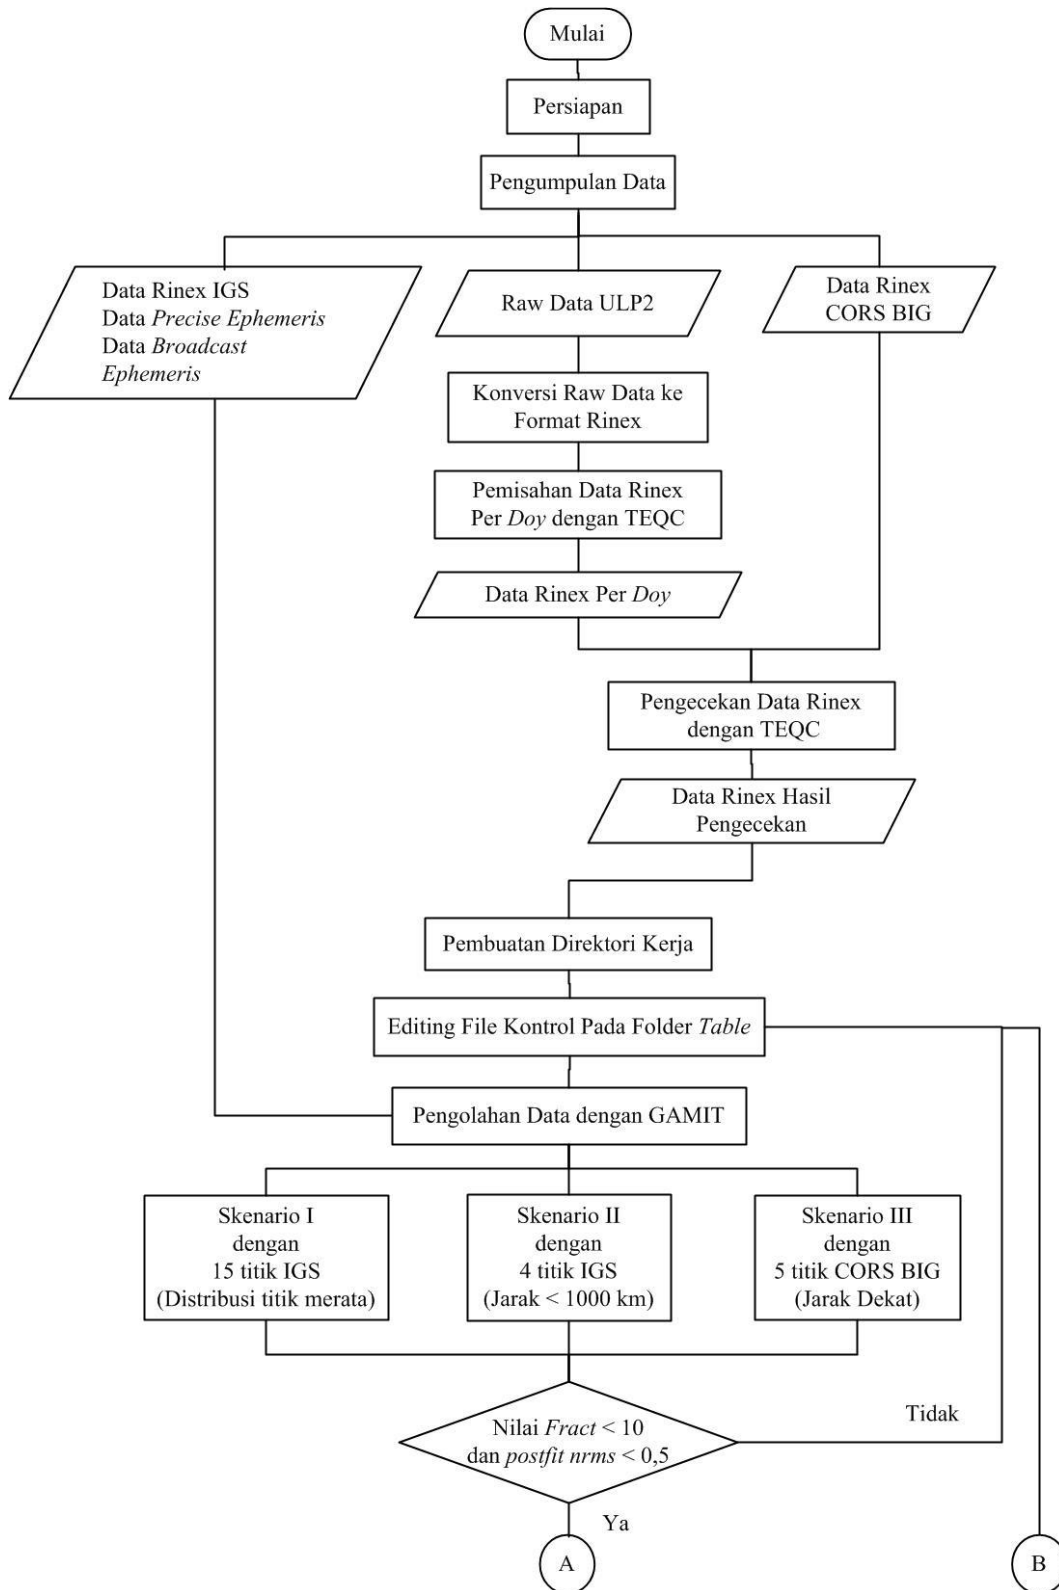 Mulai
Persiapan
Pengumpulan Data
Data Rinex IGS
Data Precise Ephemeris
Data Broadcast
Ephemeris
Raw Data ULP2
Data Rinex
CORS BIG
Konversi Raw Data ke
Format Rinex
Pemisahan Data Rinex
Per Doy dengan TEQC
Data Rinex Per Doy
Pengecekan Data Rinex
dengan TEQC
Data Rinex Hasil
Pengecekan
Pembuatan Direktori Kerja
Editing File Kontrol Pada Folder Table
Pengolahan Data dengan GAMIT
Skenario I
dengan
15 titik IGS
(Distribusi titik merata)
Skenario II
dengan
4 titik IGS
(Jarak < 1000 km)
Skenario III
dengan
5 titik CORS BIG
(Jarak Dekat)
Nilai Fract < 10
dan postfit nrms < 0,5
Tidak
Ya
A
B